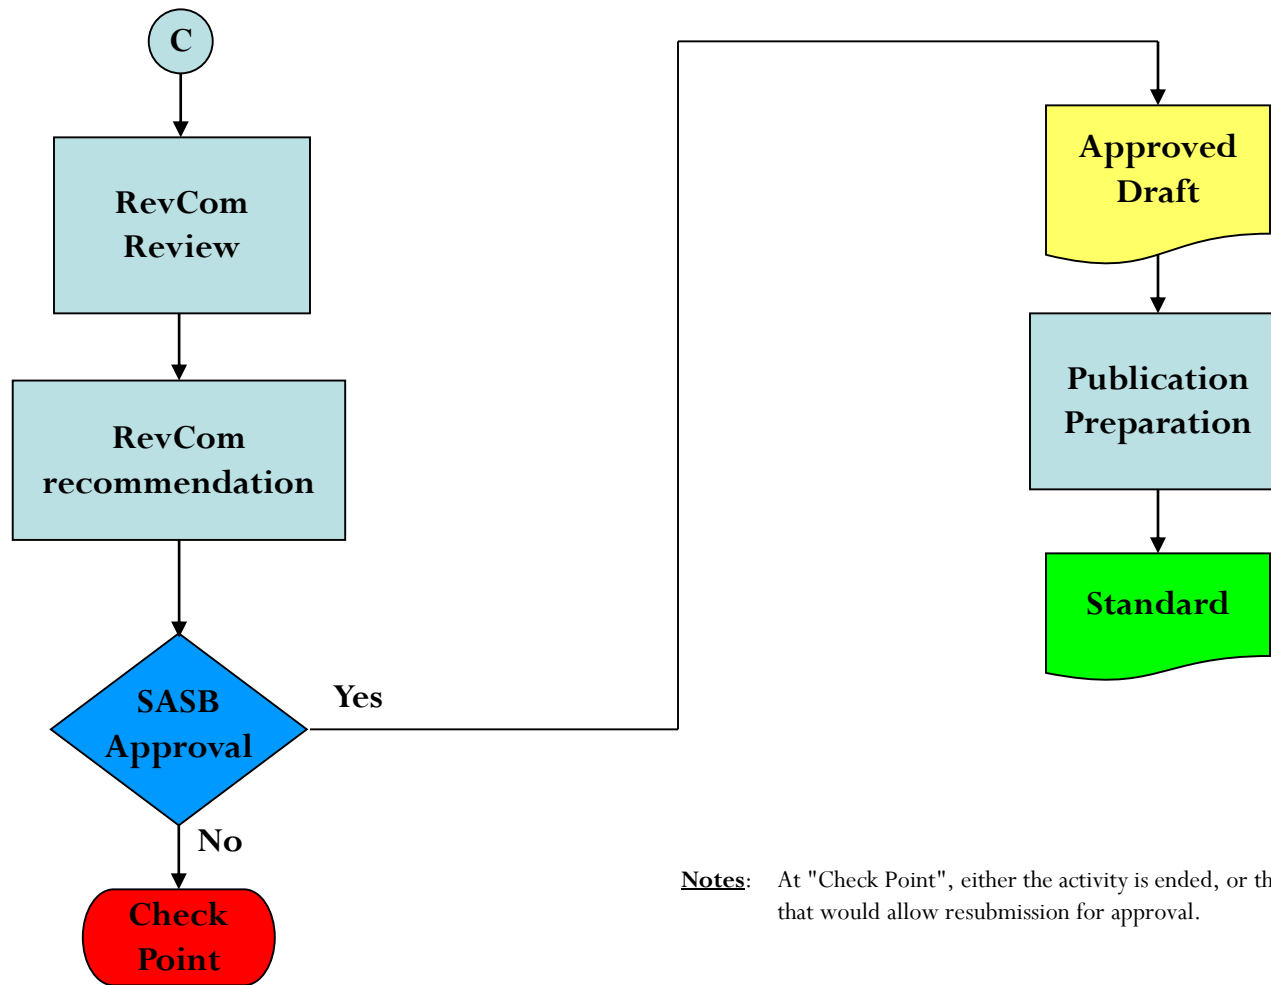 C
RevCom
Review
RevCom
recommendation
SASB
Approval
Yes
No
Check
Point
Approved
Draft
Publication
Preparation
Standard
Notes: At "Check Point", either the activity is ended, or
that would allow resubmission for approval.